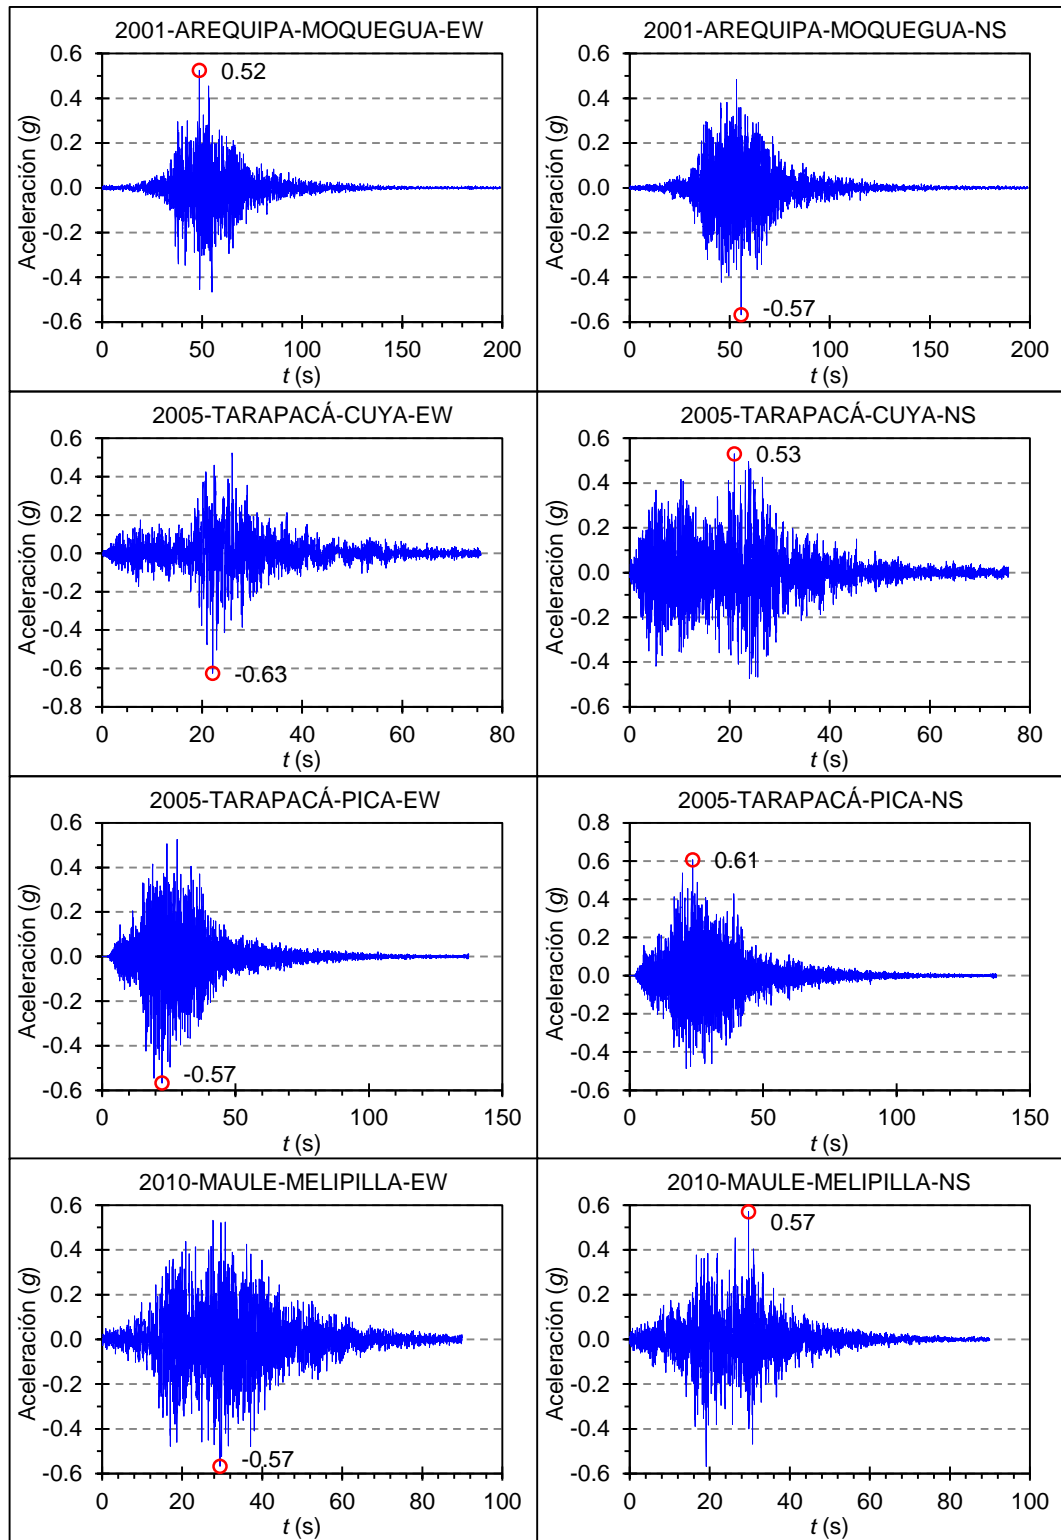 2001-AREQUIPA-MOQUEGUA-EW
0.6
0.4
0.2
0.0
-0.2
-0.4
-0.6
Aceleración (g)
0.52
0 50 100 150 200
t (s)
2001-AREQUIPA-MOQUEGUA-NS
0.6
0.4
0.2
0.0
-0.2
-0.4
-0.6
Aceleración (g)
-0.57
0 50 100 150 200
t (s)
2005-TARAPACÁ-CUYA-EW
0.6
0.4
0.2
0.0
-0.2
-0.4
-0.6
-0.8
Aceleración (g)
-0.63
0 20 40 60 80
t (s)
2005-TARAPACÁ-CUYA-NS
0.6
0.4
0.2
0.0
-0.2
-0.4
-0.6
Aceleración (g)
0.53
0 20 40 60 80
t (s)
2005-TARAPACÁ-PICA-EW
0.6
0.4
0.2
0.0
-0.2
-0.4
-0.6
Aceleración (g)
-0.57
0 50 100 150
t (s)
2005-TARAPACÁ-PICA-NS
0.8
0.6
0.4
0.2
0.0
-0.2
-0.4
-0.6
Aceleración (g)
0.61
0 50 100 150
t (s)
2010-MAULE-MELIPILLA-EW
0.6
0.4
0.2
0.0
-0.2
-0.4
-0.6
Aceleración (g)
-0.57
0 20 40 60 80 100
t (s)
2010-MAULE-MELIPILLA-NS
0.6
0.4
0.2
0.0
-0.2
-0.4
-0.6
Aceleración (g)
0.57
0 20 40 60 80 100
t (s)